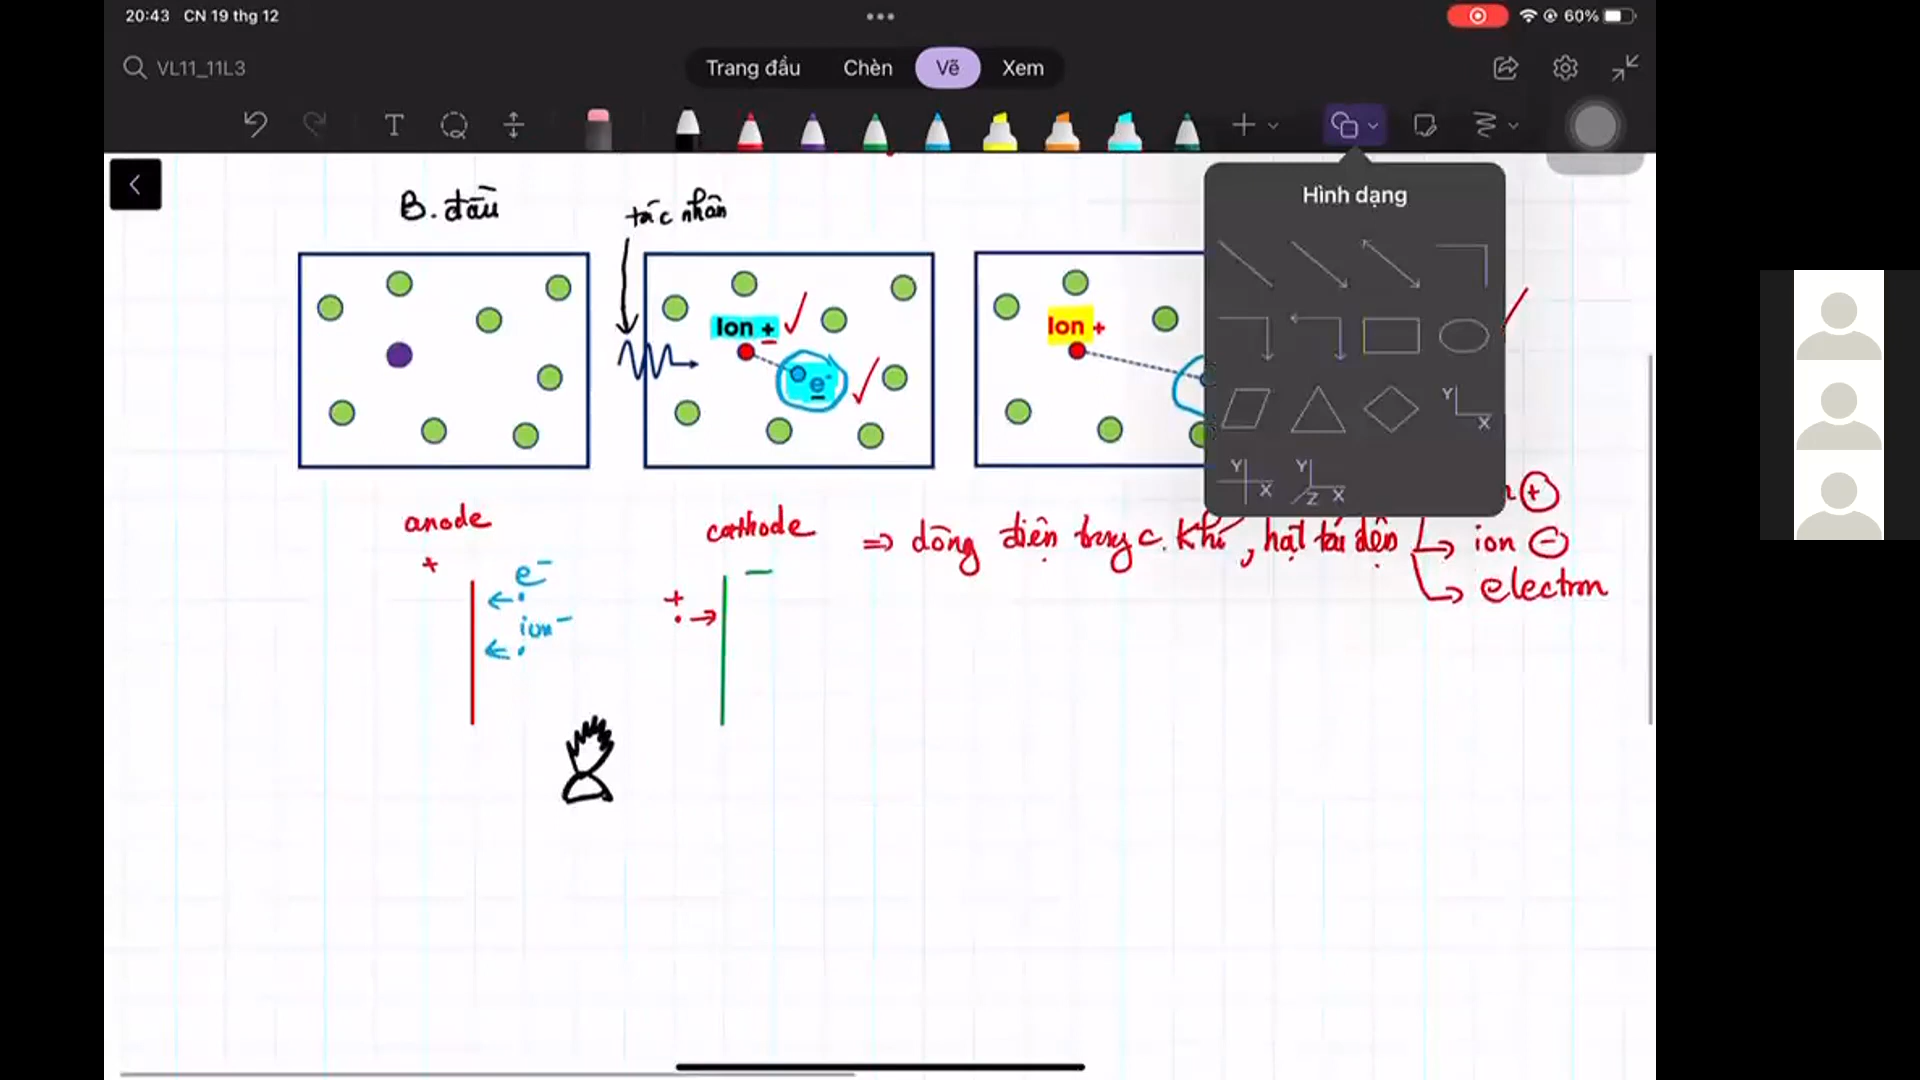 20:43 CN 19 thg 12
60%
VL11_11L3
Trang đầu Chèn Vẽ Xem
T
Hình dạng
Y X
Y X
Y Z X
B. đầu
tác nhân
Ion +
e-
Ion +
anode
+
e-
ion-
cathode
-
+
⇒ dòng điện trong c. khí, hạt tải điện
+
ion -
electron